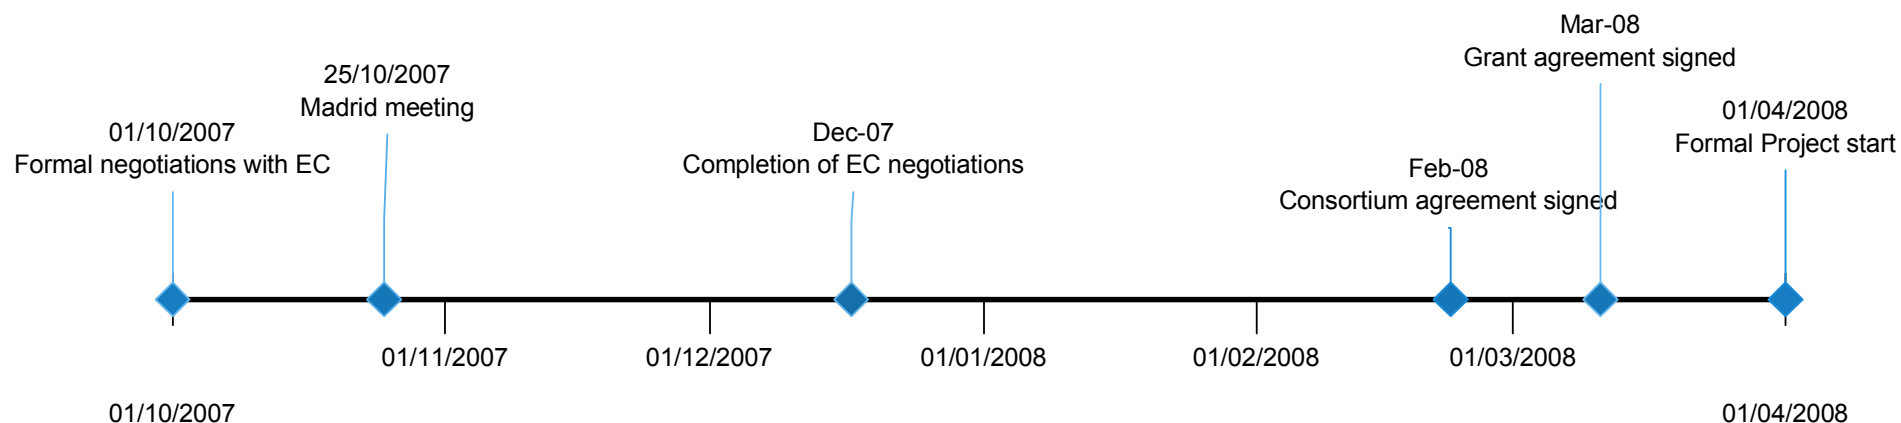 01/10/2007
Formal negotiations with EC
25/10/2007
Madrid meeting
Dec-07
Completion of EC negotiations
Feb-08
Consortium agreement signed
Mar-08
Grant agreement signed
01/04/2008
Formal Project start
01/11/2007
01/12/2007
01/01/2008
01/02/2008
01/03/2008
01/10/2007
01/04/2008